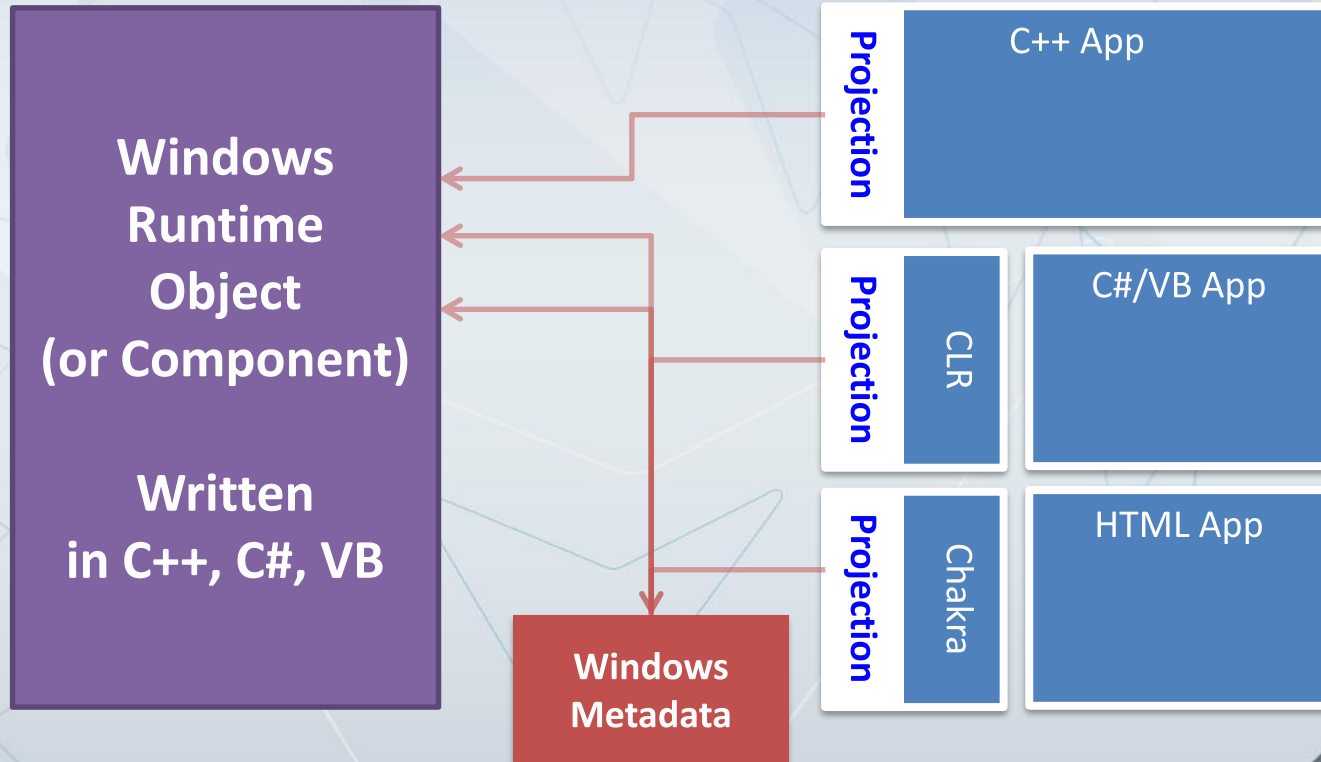 Windows
Runtime
Object
(or Component)
Written
in C++, C#, VB
Projection
C++ App
Projection
CLR
C#/VB App
Projection
Chakra
HTML App
Windows
Metadata